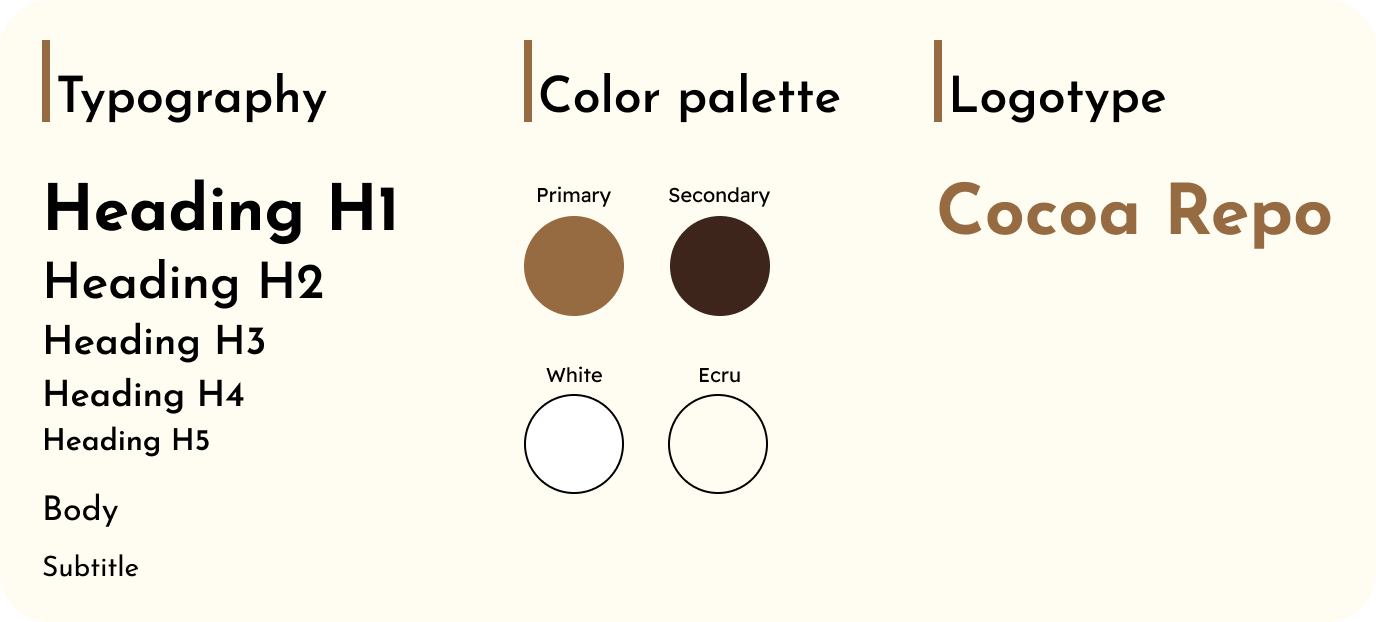 Typography
Heading H1
Heading H2
Heading H3
Heading H4
Heading H5
Body
Subtitle
Color palette
Primary
Secondary
White
Ecru
Logotype
Cocoa Repo